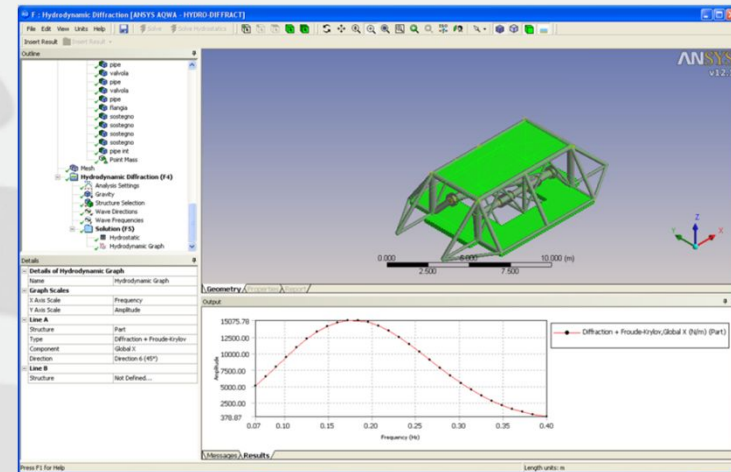 F : Hydrodynamic Diffraction [ANSYS AQWA - HYDRO-DIFFRACT]
File Edit View Units Help Solve Solve Hydrostatics
Insert Result Insert Result
Outline
pipe
valvola
pipe
valvola
pipe
flangia
sostegno
sostegno
sostegno
sostegno
pipe int
Point Mass
Mesh
Hydrodynamic Diffraction (F4)
Analysis Settings
Gravity
Structure Selection
Wave Directions
Wave Frequencies
Solution (F5)
Hydrostatic
Hydrodynamic Graph
ANSYS
v12.
Z
Y X
0.000 5.000 10.000 (m)
2.500 7.500
Geometry Properties Report
Details
Details of Hydrodynamic Graph
Name Hydrodynamic Graph
Graph Scales
X Axis Scale Frequency
Y Axis Scale Amplitude
Line A
Structure Part
Type Diffraction + Froude-Krylov
Component Global X
Direction Direction 6 (45°)
Line B
Structure Not Defined...
Output
15075.78
12500.00
10000.00
7500.00
5000.00
2500.00
378.87
Amplitude
0.07 0.10 0.15 0.20 0.25 0.30 0.35 0.40
Frequency (Hz)
Diffraction + Froude-Krylov,Global X (N/m) (Part)
Messages Results
Press F1 for Help Length units: m